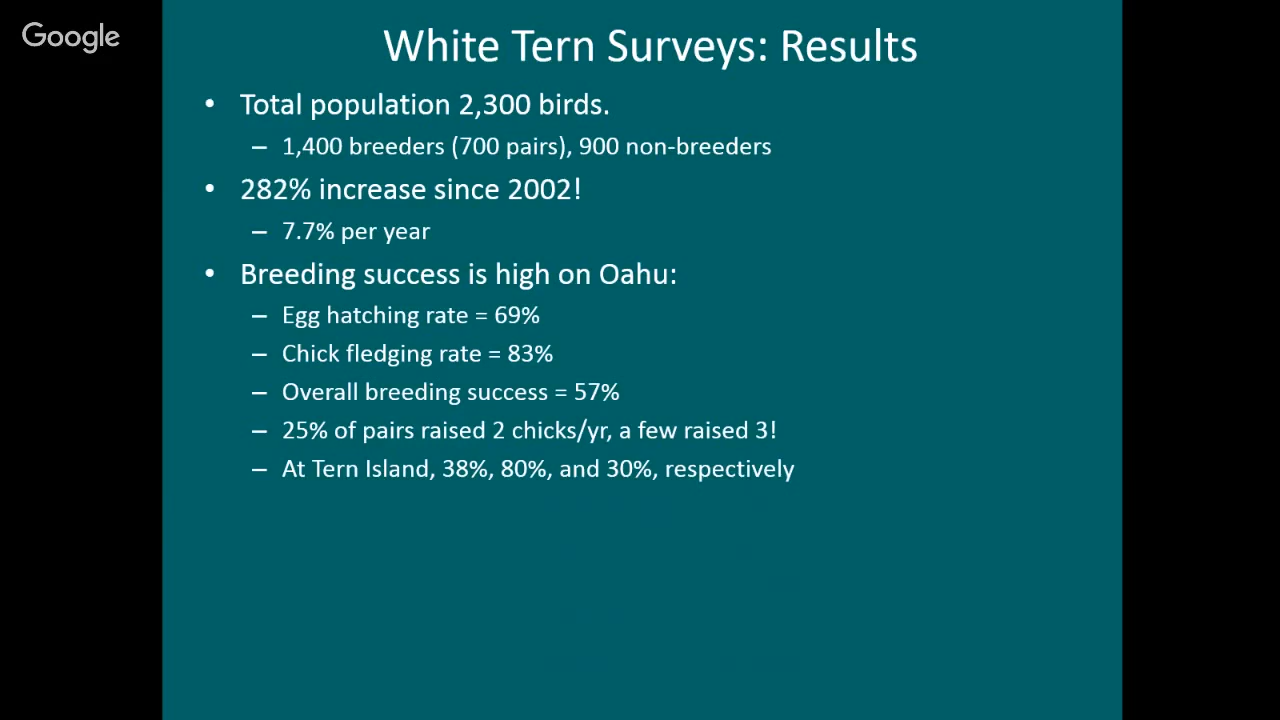 Google
White Tern Surveys: Results
• Total population 2,300 birds.
– 1,400 breeders (700 pairs), 900 non-breeders
• 282% increase since 2002!
– 7.7% per year
• Breeding success is high on Oahu:
– Egg hatching rate = 69%
– Chick fledging rate = 83%
– Overall breeding success = 57%
– 25% of pairs raised 2 chicks/yr, a few raised 3!
– At Tern Island, 38%, 80%, and 30%, respectively